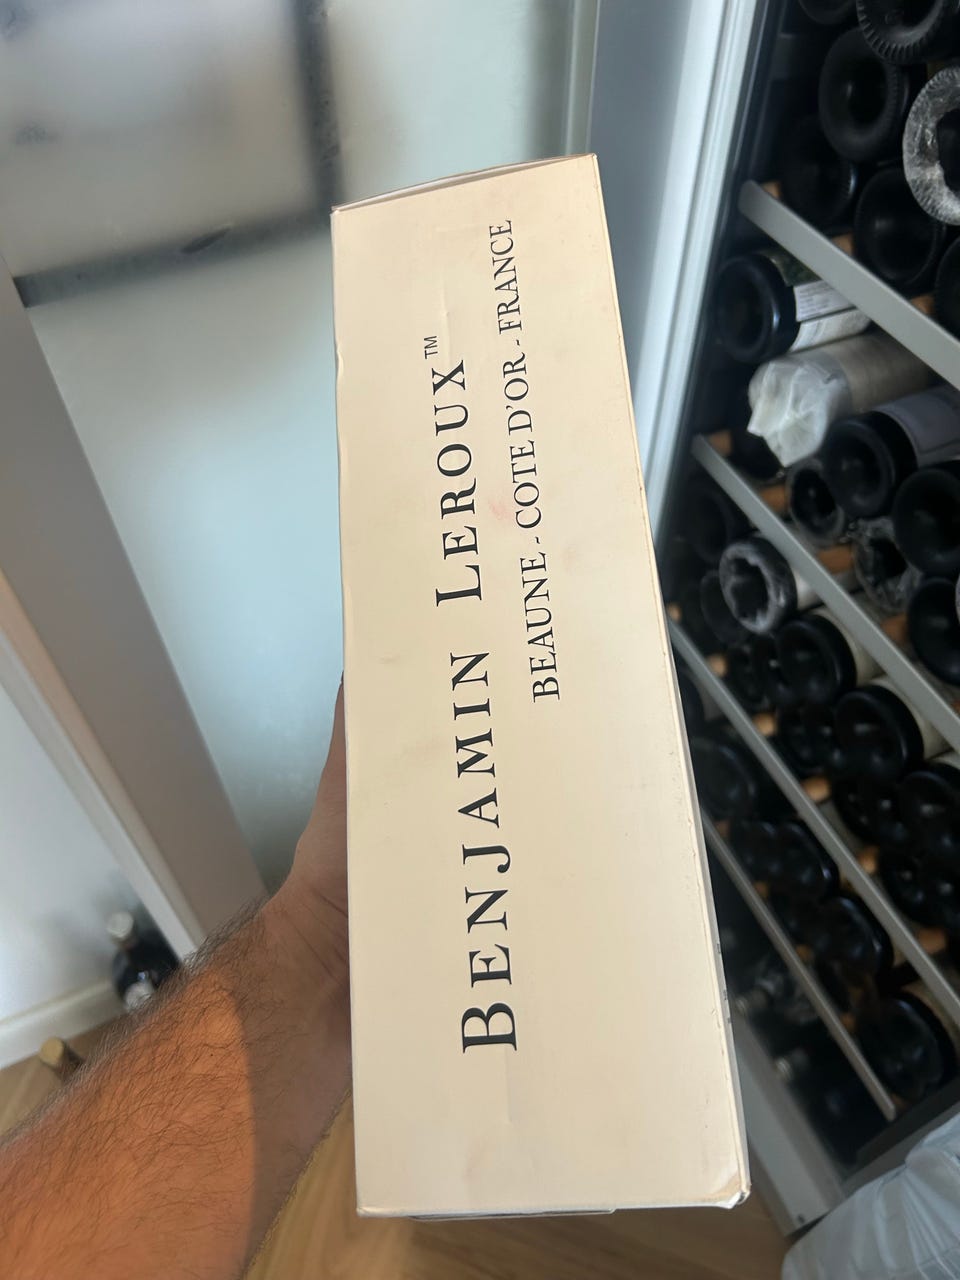 BENJAMIN LEROUX™
BEAUNE - COTE D'OR - FRANCE